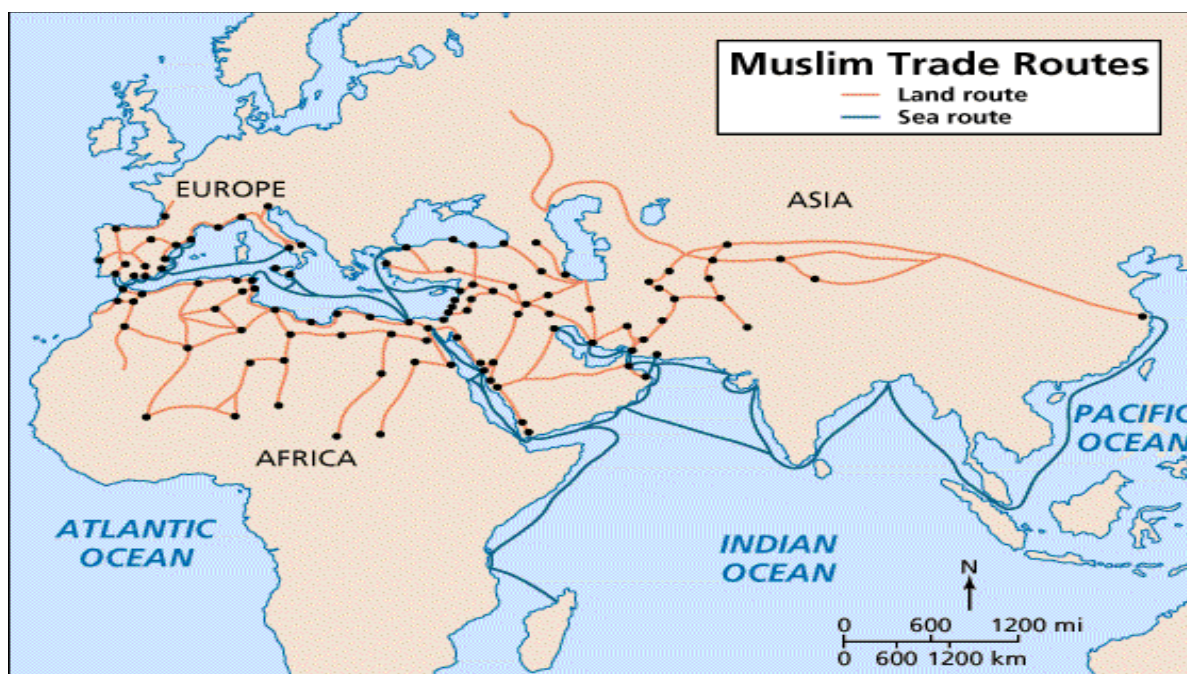 Muslim Trade Routes
Land route
Sea route
EUROPE
ASIA
PACIFIC
OCEAN
AFRICA
ATLANTIC
OCEAN
INDIAN
OCEAN
N
0 600 1200 mi
0 600 1200 km